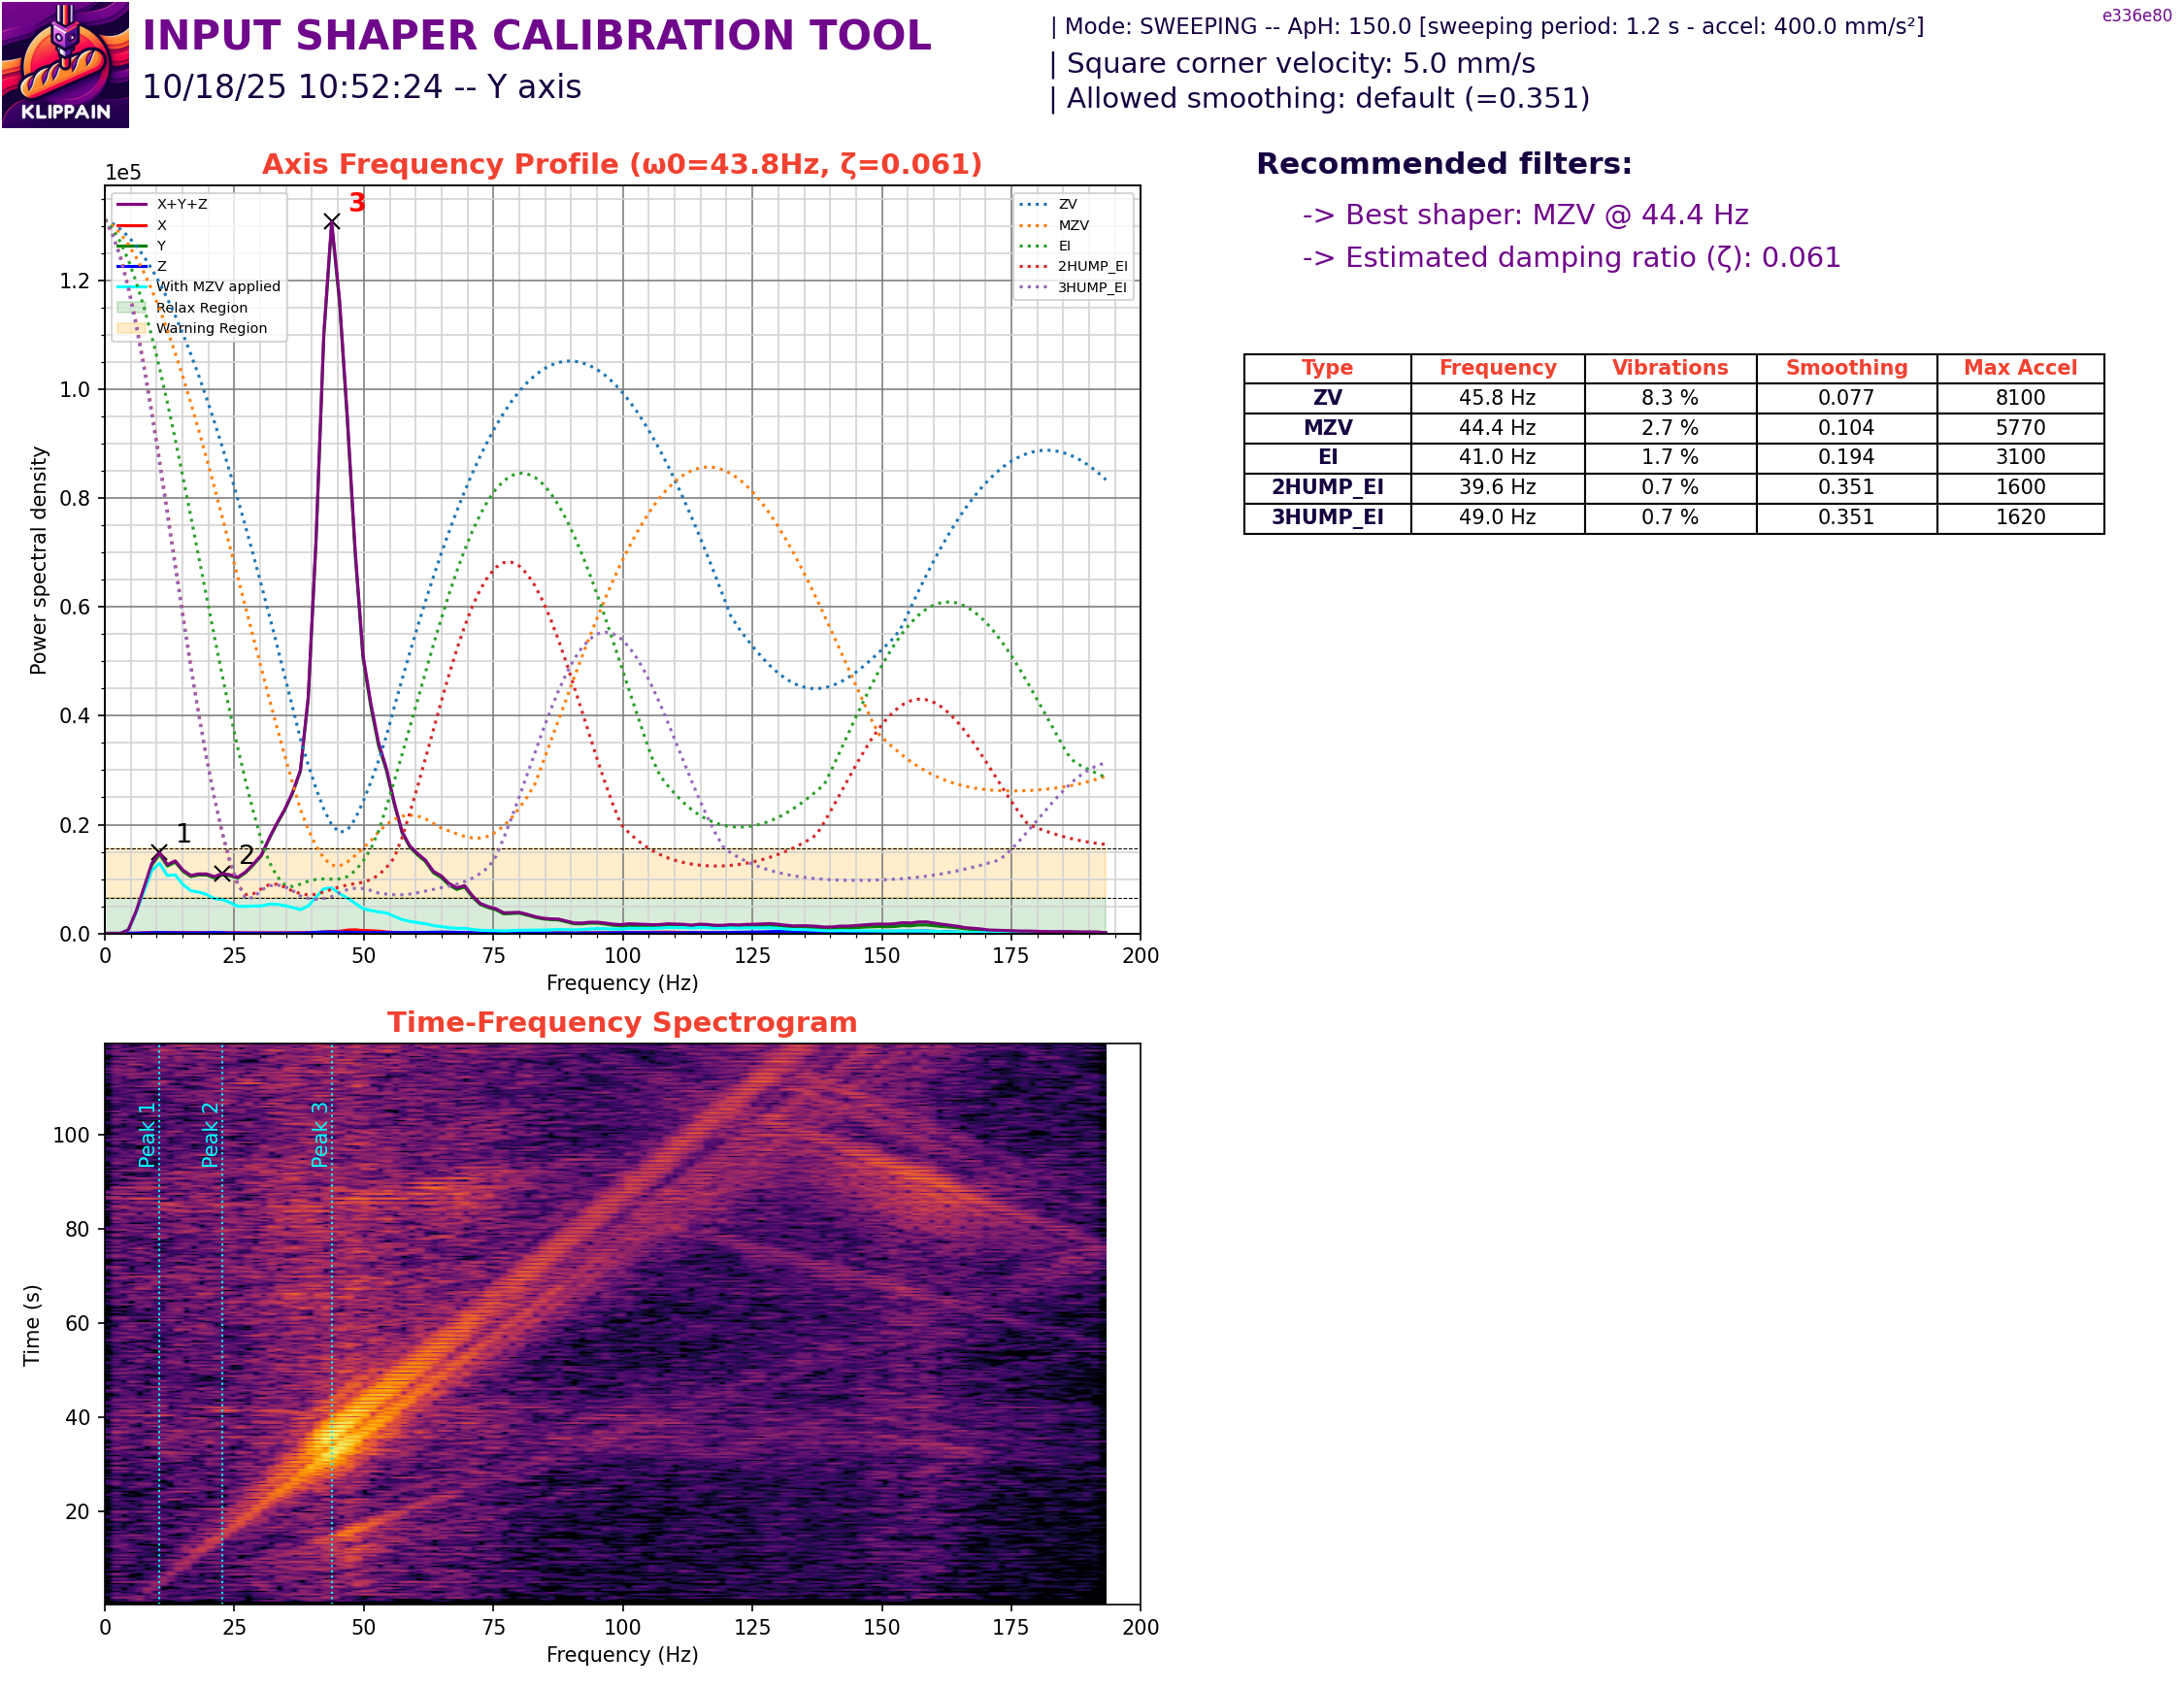 INPUT SHAPER CALIBRATION TOOL
10/18/25 10:52:24 -- Y axis
KLIPPAIN
| Mode: SWEEPING -- ApH: 150.0 [sweeping period: 1.2 s - accel: 400.0 mm/s²]
| Square corner velocity: 5.0 mm/s
| Allowed smoothing: default (=0.351)
e336e80
Axis Frequency Profile (ω0=43.8Hz, ζ=0.061)
1e5
X+Y+Z
X
Y
Z
With MZV applied
Relax Region
Warning Region
ZV
MZV
EI
2HUMP_EI
3HUMP_EI
3
1
2
Power spectral density
1.2
1.0
0.8
0.6
0.4
0.2
0.0
0 25 50 75 100 125 150 175 200
Frequency (Hz)
Recommended filters:
-> Best shaper: MZV @ 44.4 Hz
-> Estimated damping ratio (ζ): 0.061
Type Frequency Vibrations Smoothing Max Accel
ZV 45.8 Hz 8.3 % 0.077 8100
MZV 44.4 Hz 2.7 % 0.104 5770
EI 41.0 Hz 1.7 % 0.194 3100
2HUMP_EI 39.6 Hz 0.7 % 0.351 1600
3HUMP_EI 49.0 Hz 0.7 % 0.351 1620
Time-Frequency Spectrogram
Peak 1
Peak 2
Peak 3
Time (s)
100
80
60
40
20
0 25 50 75 100 125 150 175 200
Frequency (Hz)